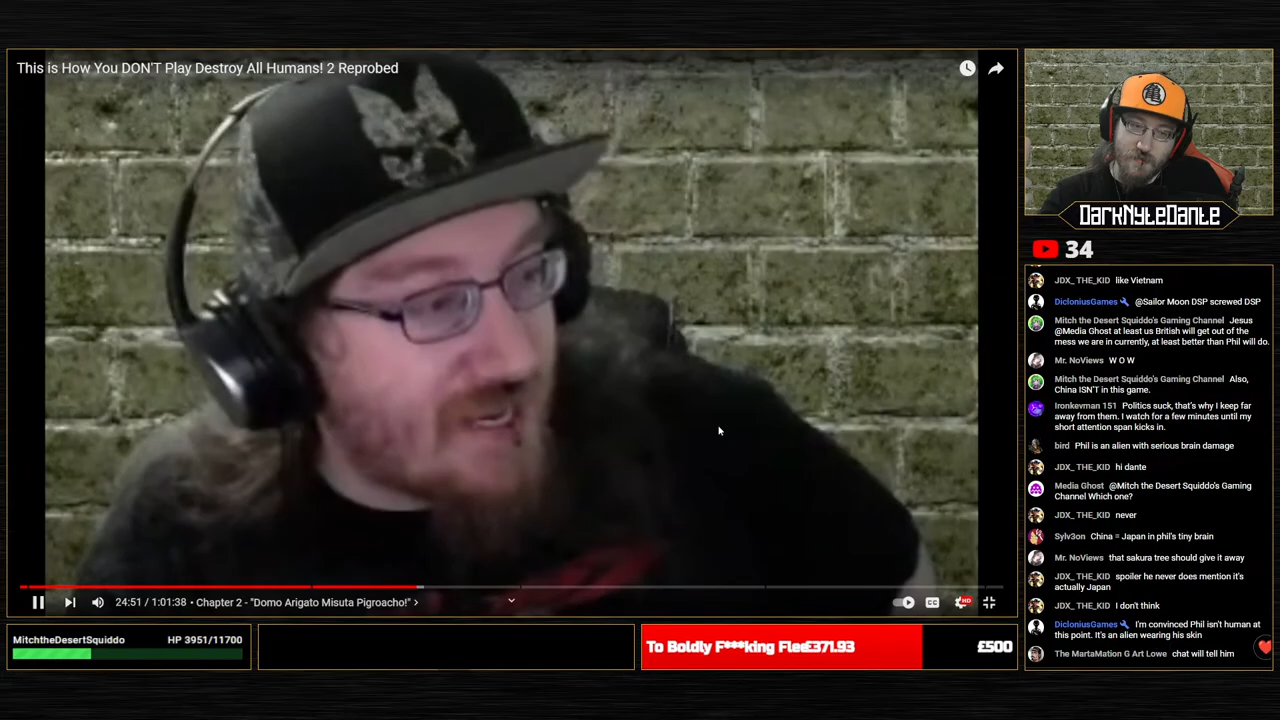 This is How You DON'T Play Destroy All Humans! 2 Reprobed
24:51 / 1:01:38 • Chapter 2 - "Domo Arigato Misuta Pigroacho!"
CC
HD
MitchtheDesertSquiddo HP 3951/11700
To Boldly F***king Flee£371.93 £500
DarkNyteDante
34
JDX_THE_KID like Vietnam
DicloniusGames @Sailor Moon DSP screwed DSP
Mitch the Desert Squiddo's Gaming Channel Jesus
@Media Ghost at least us British will get out of the
mess we are in currently, at least better than Phil will do.
Mr. NoViews W O W
Mitch the Desert Squiddo's Gaming Channel Also,
China ISN'T in this game.
Ironkevman 151 Politics suck, that's why I keep far
away from them. I watch for a few minutes until my
short attention span kicks in.
bird Phil is an alien with serious brain damage
JDX_THE_KID hi dante
Media Ghost @Mitch the Desert Squiddo's Gaming
Channel Which one?
JDX_THE_KID never
Sylv3on China = Japan in phil's tiny brain
Mr. NoViews that sakura tree should give it away
JDX_THE_KID spoiler he never does mention it's
actually Japan
JDX_THE_KID I don't think
DicloniusGames I'm convinced Phil isn't human at
this point. It's an alien wearing his skin
The MartaMation G Art Lowe chat will tell him